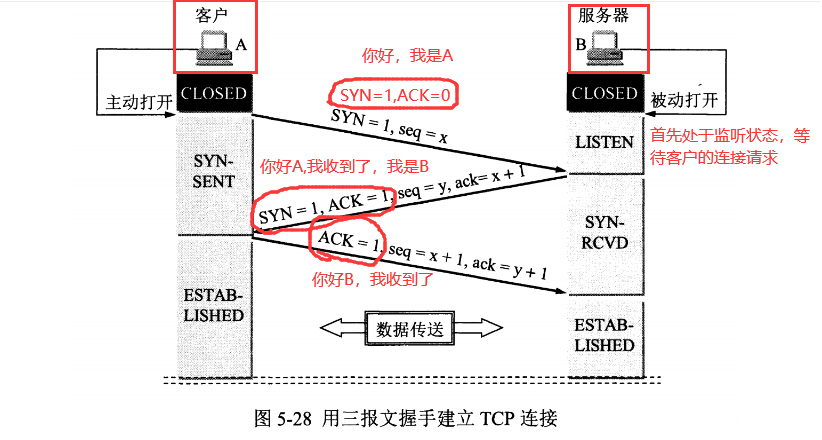 客户
服务器
A
B
你好，我是A
主动打开
CLOSED
SYN=1,ACK=0
CLOSED
被动打开
SYN = 1, seq = x
LISTEN
首先处于监听状态，等
待客户的连接请求
SYN-
SENT
你好A,我收到了，我是B
SYN = 1, ACK = 1, seq = y, ack= x + 1
SYN-
RCVD
ACK = 1, seq = x + 1, ack = y + 1
你好B，我收到了
ESTAB-
LISHED
数据传送
ESTAB-
LISHED
图 5-28 用三报文握手建立 TCP 连接